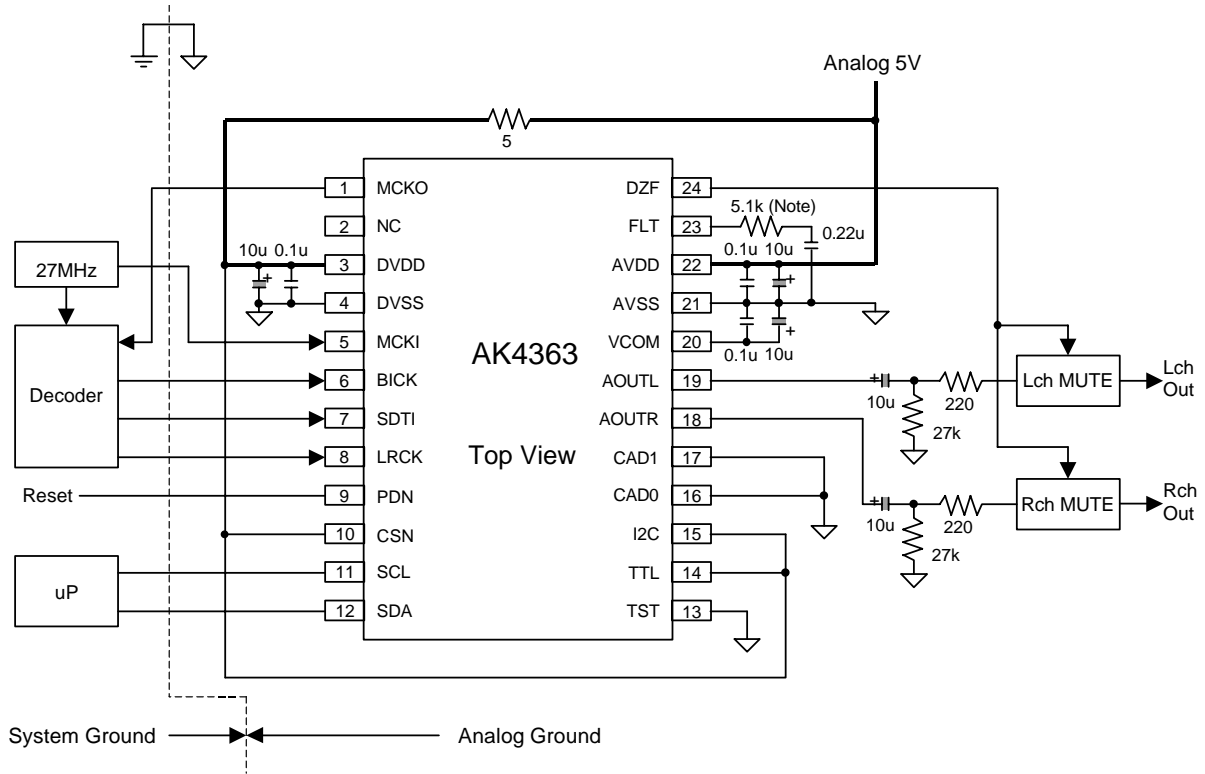 Analog 5V
5
1 MCKO
DZF 24
2 NC
FLT 23
5.1k (Note)
0.22u
27MHz
10u 0.1u
3 DVDD
AVDD 22
0.1u 10u
4 DVSS
AVSS 21
Decoder
5 MCKI
AK4363
VCOM 20
0.1u 10u
6 BICK
AOUTL 19
10u
220
27k
Lch MUTE
Lch
Out
7 SDTI
AOUTR 18
8 LRCK
Top View
CAD1 17
Reset
9 PDN
CAD0 16
10u
220
27k
Rch MUTE
Rch
Out
10 CSN
I2C 15
uP
11 SCL
TTL 14
12 SDA
TST 13
System Ground
Analog Ground